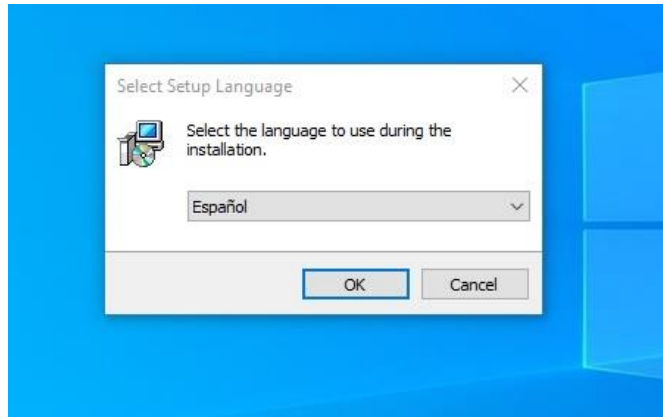 Select Setup Language
Select the language to use during the
installation.
Español
OK
Cancel